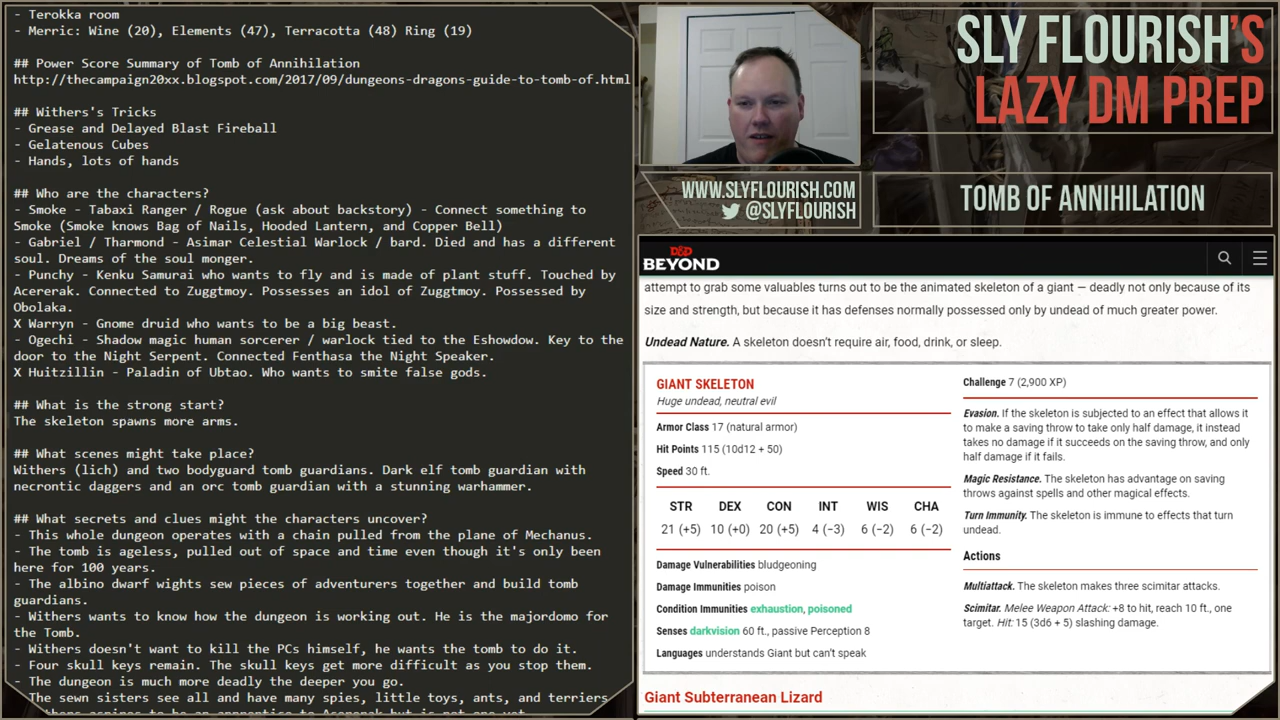 - Terokka room
- Merric: Wine (20), Elements (47), Terracotta (48) Ring (19)
## Power Score Summary of Tomb of Annihilation
http://thecampaign20xx.blogspot.com/2017/09/dungeons-dragons-guide-to-tomb-of.html
## Withers's Tricks
- Grease and Delayed Blast Fireball
- Gelatenous Cubes
- Hands, lots of hands
## Who are the characters?
- Smoke - Tabaxi Ranger / Rogue (ask about backstory) - Connect something to
Smoke (Smoke knows Bag of Nails, Hooded Lantern, and Copper Bell)
- Gabriel / Tharmond - Asimar Celestial Warlock / bard. Died and has a different
soul. Dreams of the soul monger.
- Punchy - Kenku Samurai who wants to fly and is made of plant stuff. Touched by
Acererak. Connected to Zuggtmoy. Possesses an idol of Zuggtmoy. Possessed by
Obolaka.
X Warryn - Gnome druid who wants to be a big beast.
- Ogechi - Shadow magic human sorcerer / warlock tied to the Eshowdow. Key to the
door to the Night Serpent. Connected Fenthasa the Night Speaker.
X Huitzillin - Paladin of Ubtao. Who wants to smite false gods.
## What is the strong start?
The skeleton spawns more arms.
## What scenes might take place?
Withers (lich) and two bodyguard tomb guardians. Dark elf tomb guardian with
necrontic daggers and an orc tomb guardian with a stunning warhammer.
## What secrets and clues might the characters uncover?
- This whole dungeon operates with a chain pulled from the plane of Mechanus.
- The tomb is ageless, pulled out of space and time even though it's only been
here for 100 years.
- The albino dwarf wights sew pieces of adventurers together and build tomb
guardians.
- Withers wants to know how the dungeon is working out. He is the majordomo for
the Tomb.
- Withers doesn't want to kill the PCs himself, he wants the tomb to do it.
- Four skull keys remain. The skull keys get more difficult as you stop them.
- The dungeon is much more deadly the deeper you go.
The sewn sisters see all and have many spies, little toys, ants, and terriers
SLY FLOURISH'S
LAZY DM PREP
WWW.SLYFLOURISH.COM
@SLYFLOURISH
TOMB OF ANNIHILATION
D&D
BEYOND
attempt to grab some valuables turns out to be the animated skeleton of a giant — deadly not only because of its
size and strength, but because it has defenses normally possessed only by undead of much greater power.
Undead Nature. A skeleton doesn't require air, food, drink, or sleep.
GIANT SKELETON
Huge undead, neutral evil
Armor Class 17 (natural armor)
Hit Points 115 (10d12 + 50)
Speed 30 ft.
STR DEX CON INT WIS CHA
21 (+5) 10 (+0) 20 (+5) 4 (−3) 6 (−2) 6 (−2)
Damage Vulnerabilities bludgeoning
Damage Immunities poison
Condition Immunities exhaustion, poisoned
Senses darkvision 60 ft., passive Perception 8
Languages understands Giant but can't speak
Challenge 7 (2,900 XP)
Evasion. If the skeleton is subjected to an effect that allows it
to make a saving throw to take only half damage, it instead
takes no damage if it succeeds on the saving throw, and only
half damage if it fails.
Magic Resistance. The skeleton has advantage on saving
throws against spells and other magical effects.
Turn Immunity. The skeleton is immune to effects that turn
undead.
Actions
Multiattack. The skeleton makes three scimitar attacks.
Scimitar. Melee Weapon Attack: +8 to hit, reach 10 ft., one
target. Hit: 15 (3d6 + 5) slashing damage.
Giant Subterranean Lizard